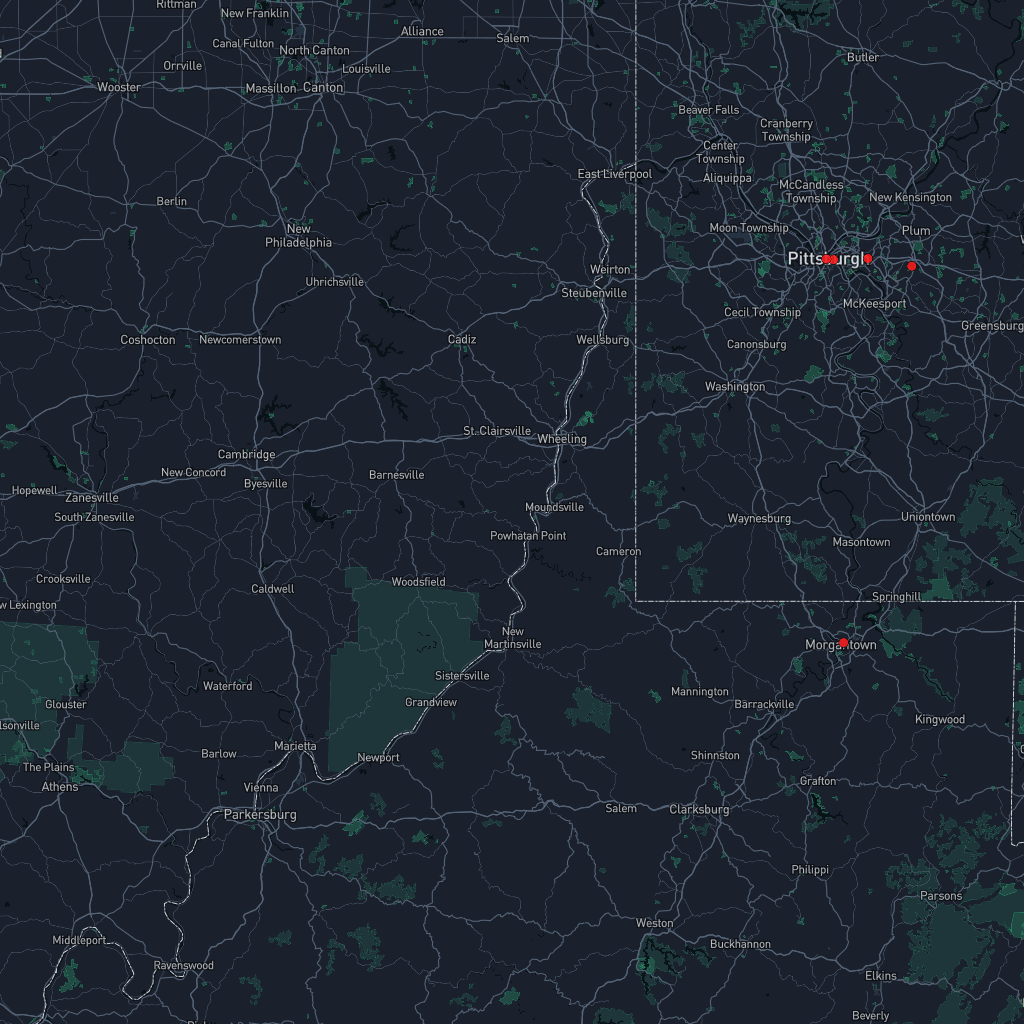 Rittman
New Franklin
Alliance
Salem
Canal Fulton
North Canton
Butler
Orrville
Louisville
Wooster
Massillon
Canton
Beaver Falls
Cranberry
Township
Center
Township
East Liverpool
Aliquippa
McCandless
Township
Berlin
New Kensington
New
Philadelphia
Moon Township
Plum
Pittsburgh
Weirton
Uhrichsville
Steubenville
McKeesport
Cecil Township
Greensburg
Coshocton
Newcomerstown
Cadiz
Wellsburg
Canonsburg
Washington
St. Clairsville
Wheeling
Cambridge
New Concord
Barnesville
Byesville
Hopewell
Zanesville
Moundsville
South Zanesville
Waynesburg
Uniontown
Powhatan Point
Masontown
Cameron
Crooksville
Woodsfield
Caldwell
Springhill
w Lexington
New
Martinsville
Morgantown
Sistersville
Waterford
Mannington
Glouster
Grandview
Barrackville
Kingwood
lsonville
Marietta
Barlow
Newport
Shinnston
The Plains
Athens
Vienna
Grafton
Parkersburg
Salem
Clarksburg
Philippi
Parsons
Weston
Middleport
Buckhannon
Ravenswood
Elkins
Beverly